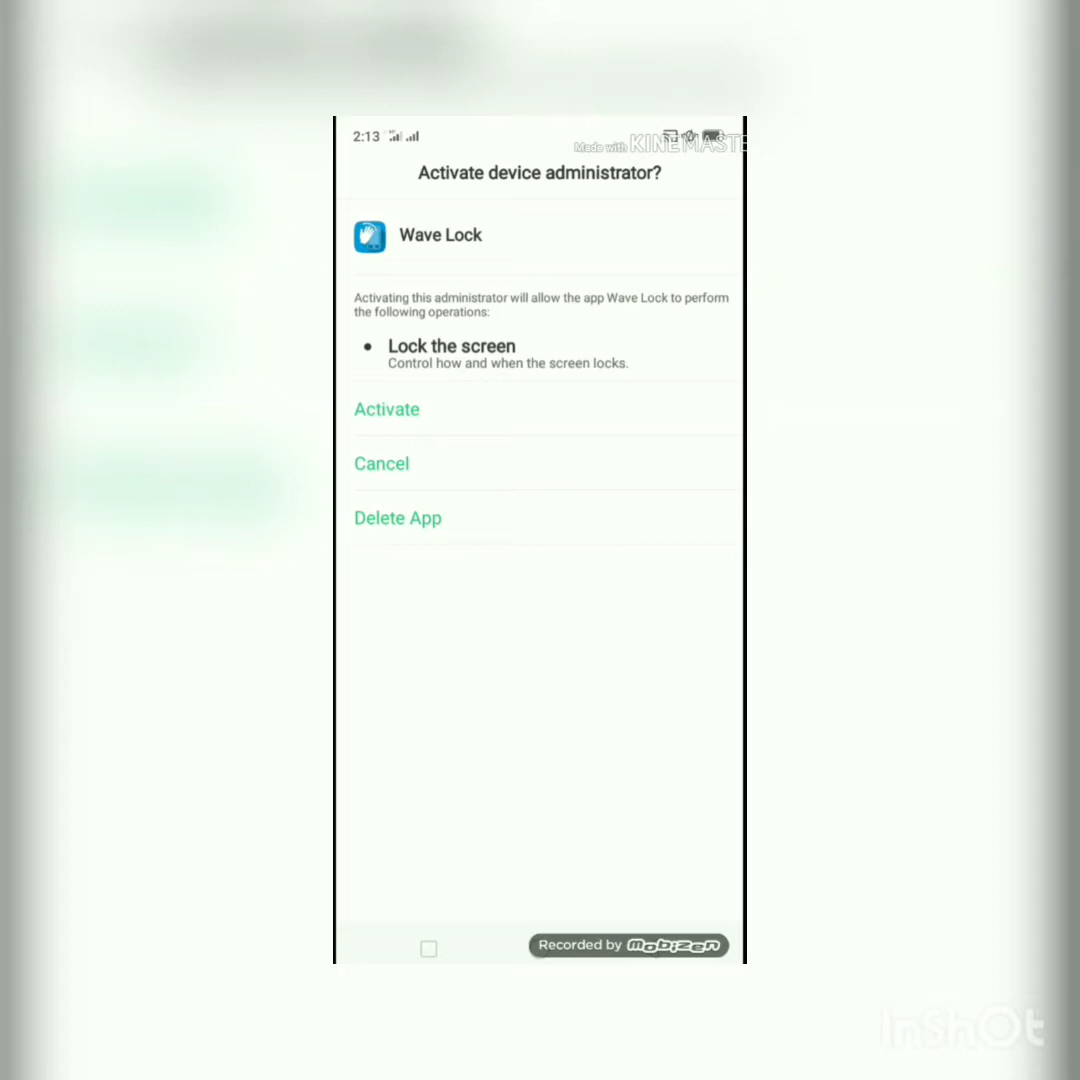 2:13
Made with KINEMASTE
Activate device administrator?
Wave Lock
Activating this administrator will allow the app Wave Lock to perform
the following operations:
Lock the screen
Control how and when the screen locks.
Activate
Cancel
Delete App
Recorded by mobizen
InShOt